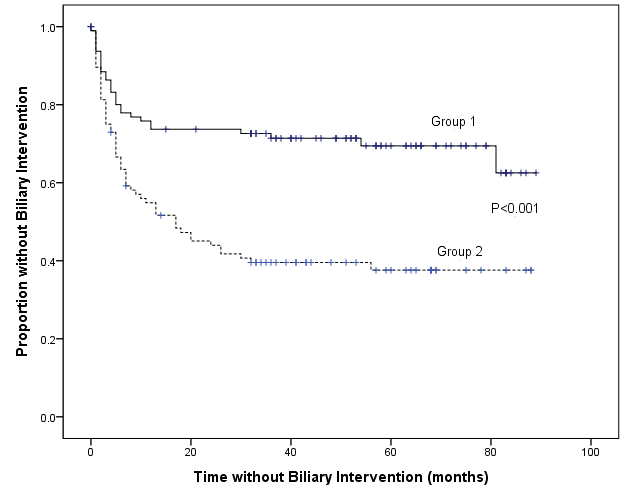 1.0
0.8
0.6
0.4
0.2
0.0
Proportion without Biliary Intervention
Group 1
P<0.001
Group 2
0 20 40 60 80 100
Time without Biliary Intervention (months)